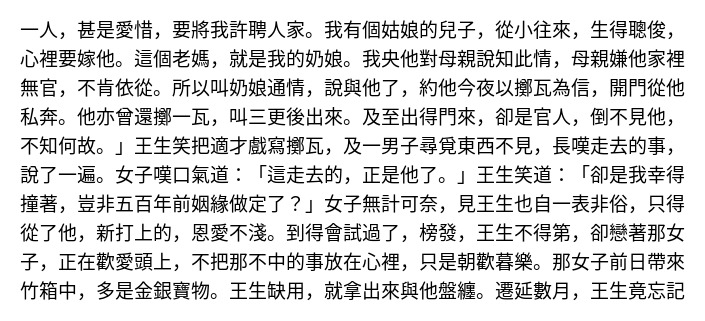 一人，甚是愛惜，要將我許聘人家。我有個姑娘的兒子，從小往來，生得聰俊，
心裡要嫁他。這個老媽，就是我的奶娘。我央他對母親說知此情，母親嫌他家裡
無官，不肯依從。所以叫奶娘通情，說與他了，約他今夜以擲瓦為信，開門從他
私奔。他亦曾還擲一瓦，叫三更後出來。及至出得門來，卻是官人，倒不見他，
不知何故。」王生笑把適才戲寫擲瓦，及一男子尋覓東西不見，長嘆走去的事，
說了一遍。女子嘆口氣道：「這走去的，正是他了。」王生笑道：「卻是我幸得
撞著，豈非五百年前姻緣做定了？」女子無計可奈，見王生也自一表非俗，只得
從了他，新打上的，恩愛不淺。到得會試過了，榜發，王生不得第，卻戀著那女
子，正在歡愛頭上，不把那不中的事放在心裡，只是朝歡暮樂。那女子前日帶來
竹箱中，多是金銀寶物。王生缺用，就拿出來與他盤纏。遷延數月，王生竟忘記